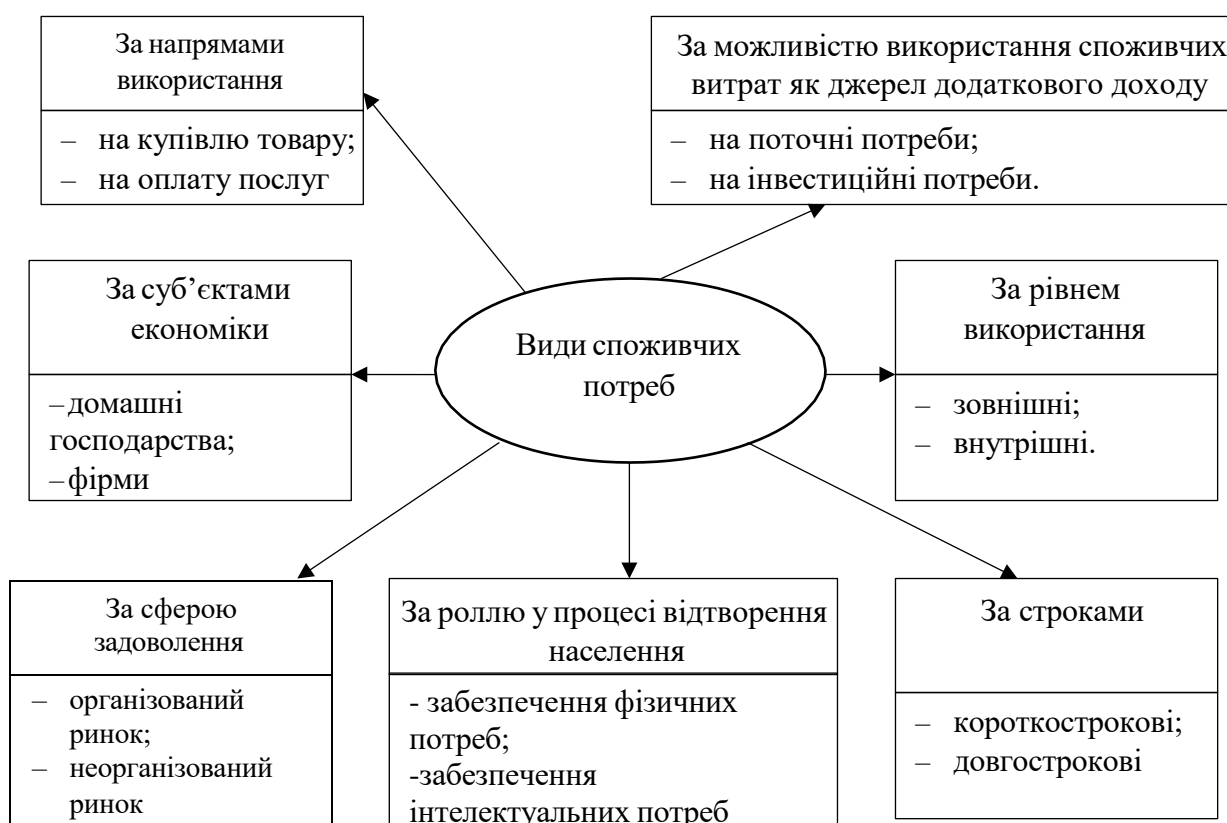 За напрямами
використання
– на купівлю товару;
– на оплату послуг
За можливістю використання споживчих
витрат як джерел додаткового доходу
– на поточні потреби;
– на інвестиційні потреби.
За суб’єктами
економіки
–домашні
господарства;
–фірми
Види споживчих
потреб
За рівнем
використання
– зовнішні;
– внутрішні.
За сферою
задоволення
– організований
ринок;
– неорганізований
ринок
За роллю у процесі відтворення
населення
- забезпечення фізичних
потреб;
-забезпечення
інтелектуальних потреб
За строками
– короткострокові;
– довгострокові